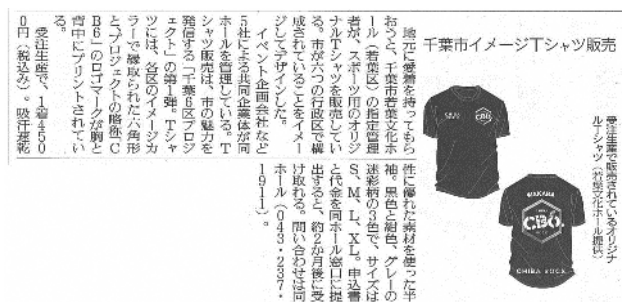 千葉市イメージTシャツ販売
地元に愛着を持ってもら
おうと、千葉市若葉文化ホ
ール(若葉区)の指定管理
者が、スポーツ用のオリジ
ナルTシャツを販売してい
る。市が六つの行政区で構
成されていることをイメー
ジしてデザインした。
イベント企画会社など
5社による共同企業体が同
ホールを管理している。T
シャツ販売は、市の魅力を
発信する「千葉6区プロジ
ェクト」の第1弾。Tシャ
ツには、各区のイメージカ
ラーで縁取られた六角形
と、プロジェクトの略称「C
B6」のロゴマークが胸と
背中にプリントされてい
る。
受注生産で、1着450
0円(税込み)。吸汗速乾
性に優れた素材を使った半
袖。黒色と紺色、グレーの
迷彩柄の3色で、サイズは
S、M、L、XL。申込書
と代金を同ホール窓口に提
出すると、約2か月後に受
け取れる。問い合わせは同
ホール(043・237・
1911)。
受注生産で販売されているオリジナ
ルTシャツ(若葉文化ホール提供)
CB6
WAKABA
CB6
CHIBA ROCK